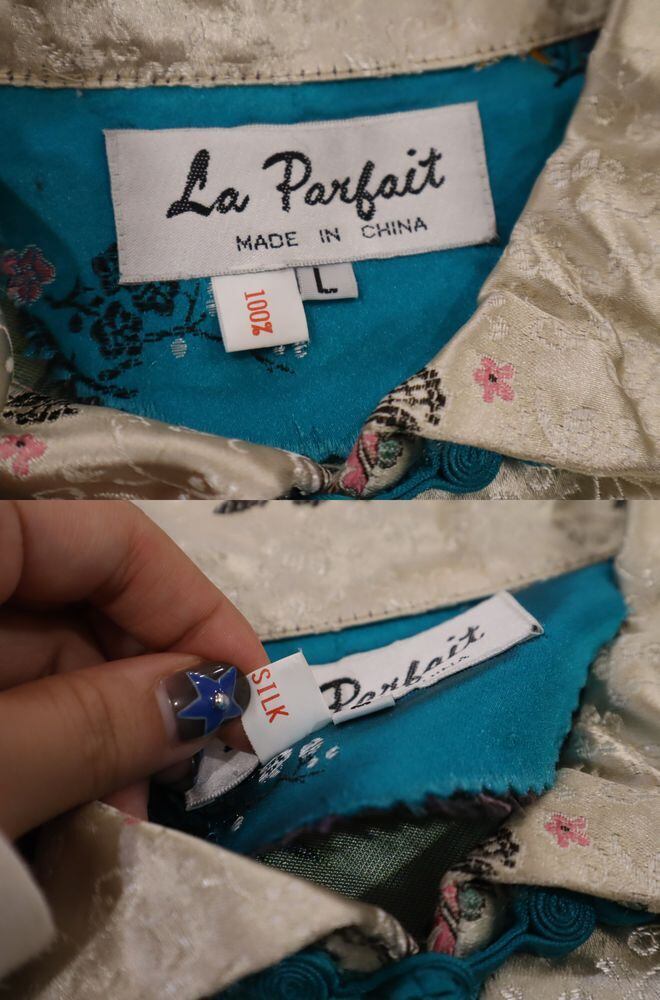 La Parfait
MADE IN CHINA
L
100%
SILK
Parfait